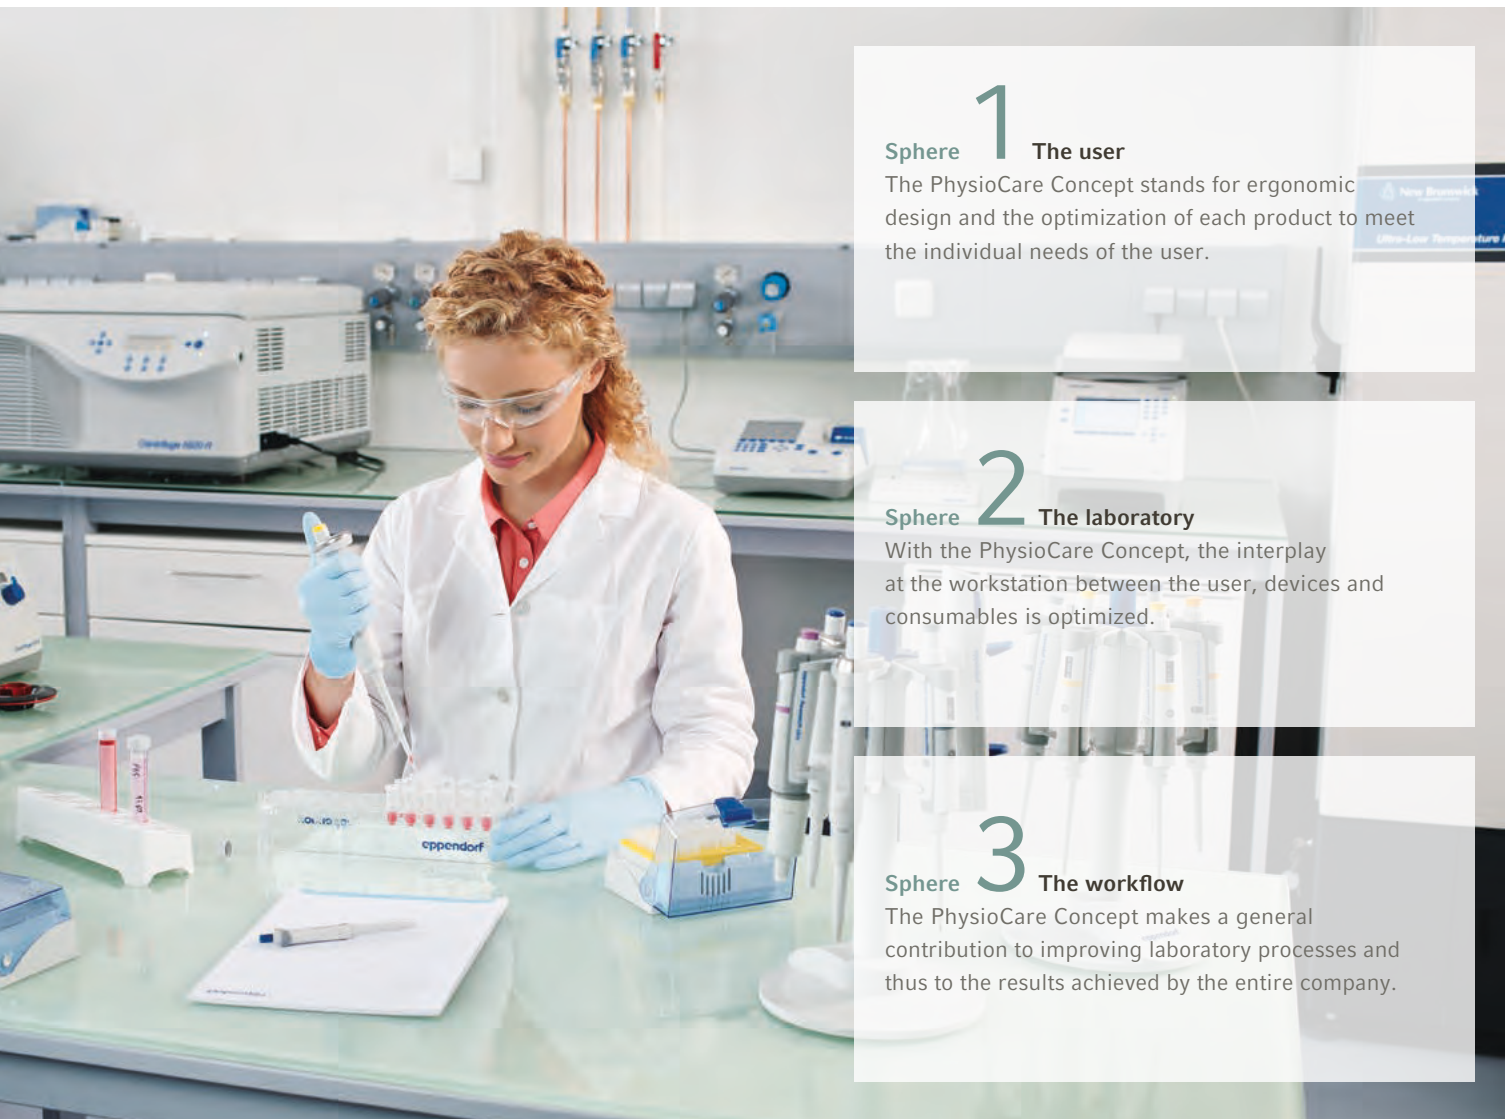 Sphere 1 The user
The PhysioCare Concept stands for ergonomic
design and the optimization of each product to meet
the individual needs of the user.
New Brunswick
Ultra-Low Temperature
Centrifuge 5920 R
Sphere 2 The laboratory
With the PhysioCare Concept, the interplay
at the workstation between the user, devices and
consumables is optimized.
eppendorf
Sphere 3 The workflow
The PhysioCare Concept makes a general
contribution to improving laboratory processes and
thus to the results achieved by the entire company.